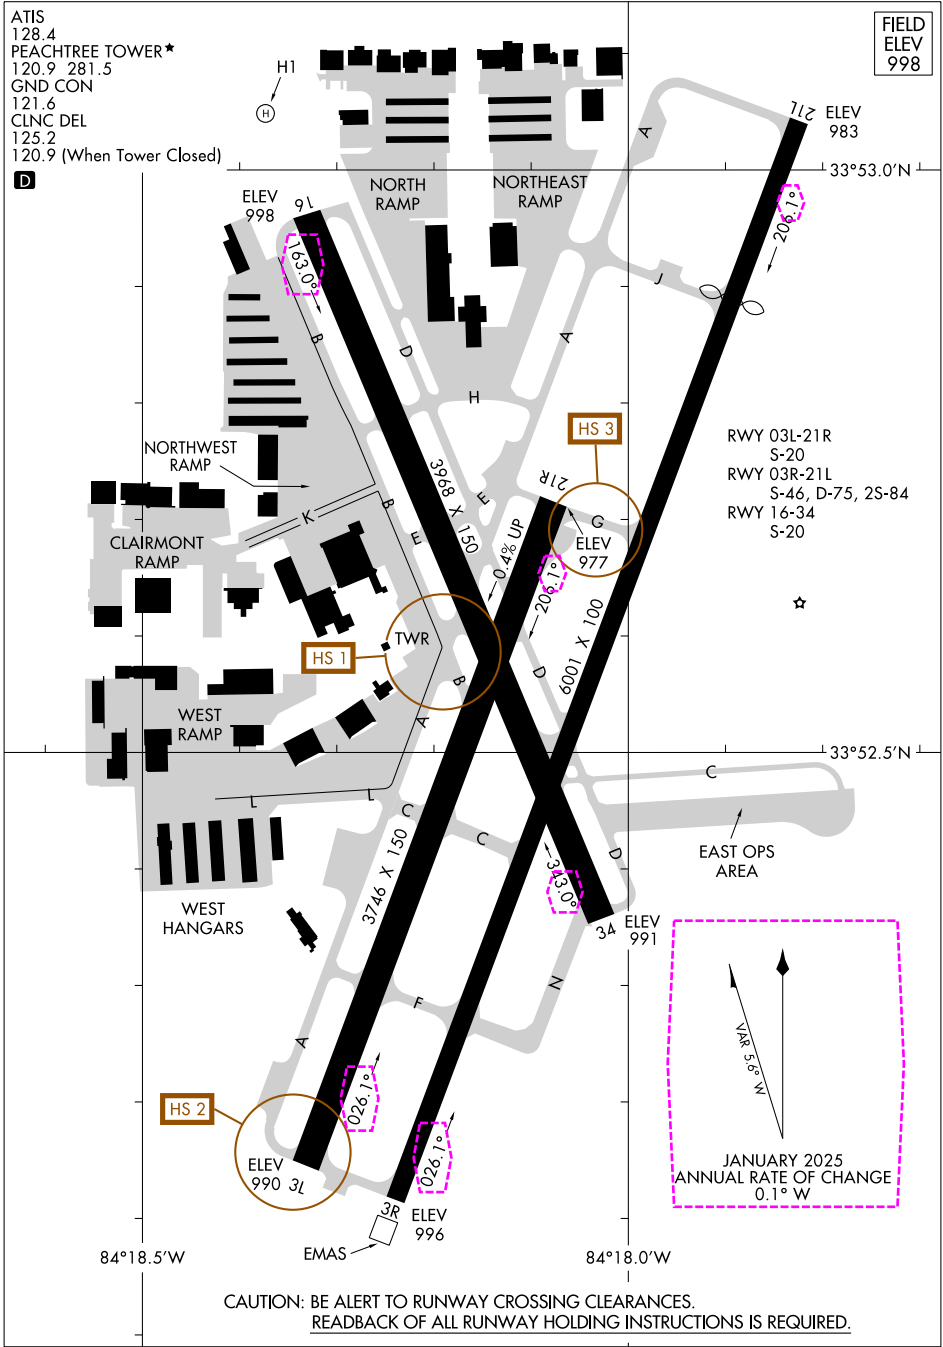 ATIS
128.4
PEACHTREE TOWER★
120.9 281.5
GND CON
121.6
CLNC DEL
125.2
120.9 (When Tower Closed)
D
FIELD
ELEV
998
H1
H
ELEV
983
21L
A
33°53.0'N
NORTH
RAMP
NORTHEAST
RAMP
ELEV
998
16
206.1°
163.0°
J
B
D
A
H
HS 3
RWY 03L-21R
S-20
RWY 03R-21L
S-46, D-75, 2S-84
RWY 16-34
S-20
NORTHWEST
RAMP
3968 X 150
21R
E
K
B
E
G
ELEV
977
0.4% UP
206.1°
CLAIRMONT
RAMP
6001 X 100
TWR
HS 1
B
D
A
WEST
RAMP
33°52.5'N
C
L
L
C
C
EAST OPS
AREA
D
3746 X 150
343.0°
WEST
HANGARS
34
ELEV
991
N
F
A
VAR 5.6° W
026.1°
HS 2
026.1°
ELEV
990
3L
JANUARY 2025
ANNUAL RATE OF CHANGE
0.1° W
3R
ELEV
996
EMAS
84°18.5'W
84°18.0'W
CAUTION: BE ALERT TO RUNWAY CROSSING CLEARANCES.
READBACK OF ALL RUNWAY HOLDING INSTRUCTIONS IS REQUIRED.